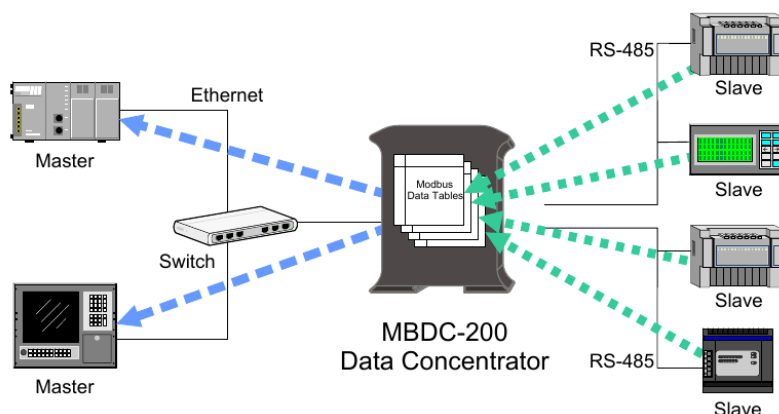 RS-485
Slave
Ethernet
Master
Modbus
Data Tables
Slave
Switch
Slave
MBDC-200
Data Concentrator
RS-485
Master
Slave